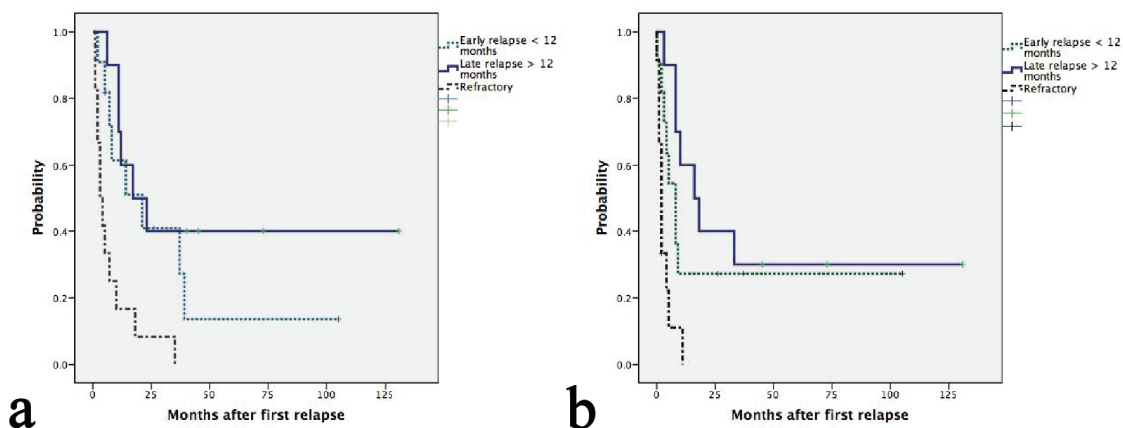 1.0
0.8
0.6
0.4
0.2
0.0
Probability
0
25
50
75
100
125
Months after first relapse
Early relapse < 12
months
Late relapse > 12
months
Refractory
a
1.0
0.8
0.6
0.4
0.2
0.0
Probability
0
25
50
75
100
125
Months after first relapse
Early relapse < 12
months
Late relapse > 12
months
Refractory
b